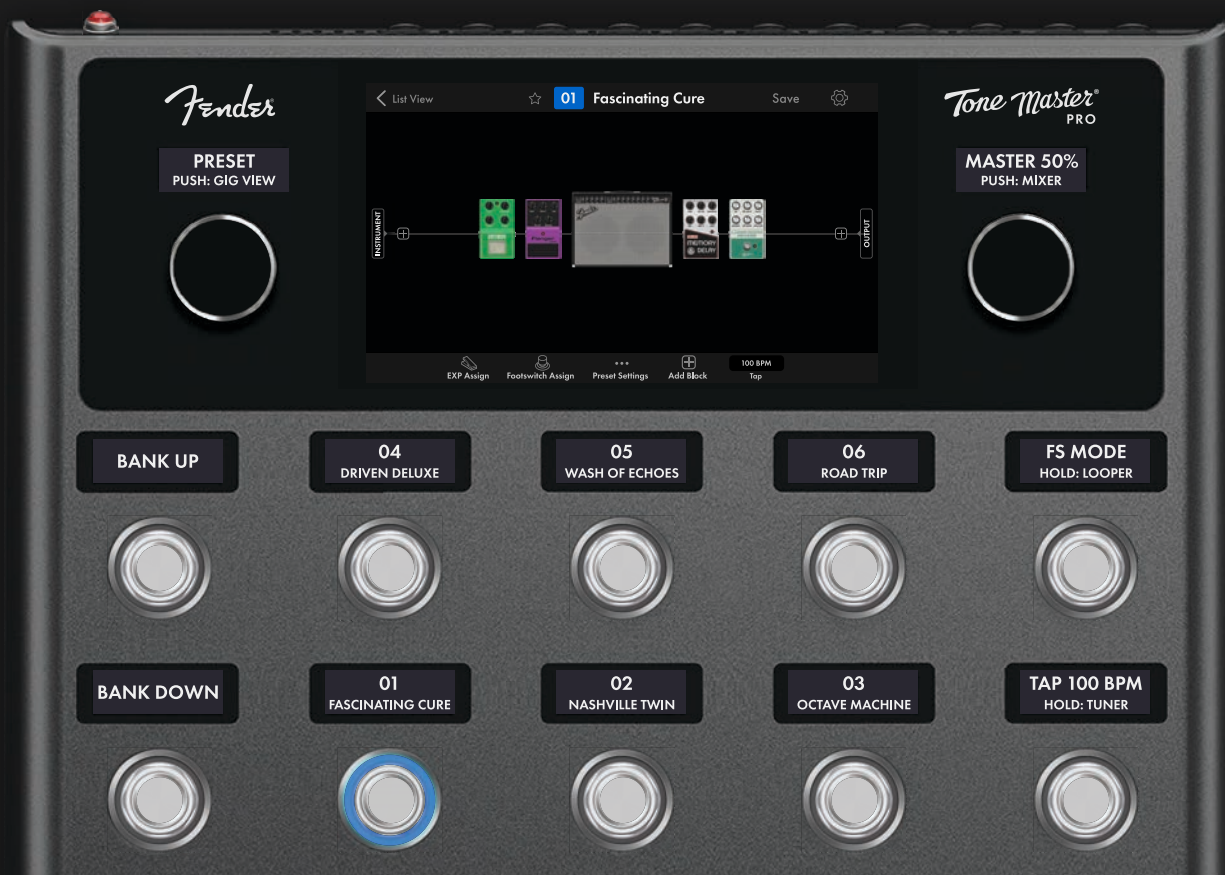 Fender®
Tone Master®
PRO
List View
01
Fascinating Cure
Save
PRESET
PUSH: GIG VIEW
MASTER 50%
PUSH: MIXER
INSTRUMENT
OUTPUT
Fender
Flanger
MEMORY
DELAY
EXP Assign
Footswitch Assign
Preset Settings
Add Block
100 BPM
Tap
BANK UP
04
DRIVEN DELUXE
05
WASH OF ECHOES
06
ROAD TRIP
FS MODE
HOLD: LOOPER
BANK DOWN
01
FASCINATING CURE
02
NASHVILLE TWIN
03
OCTAVE MACHINE
TAP 100 BPM
HOLD: TUNER